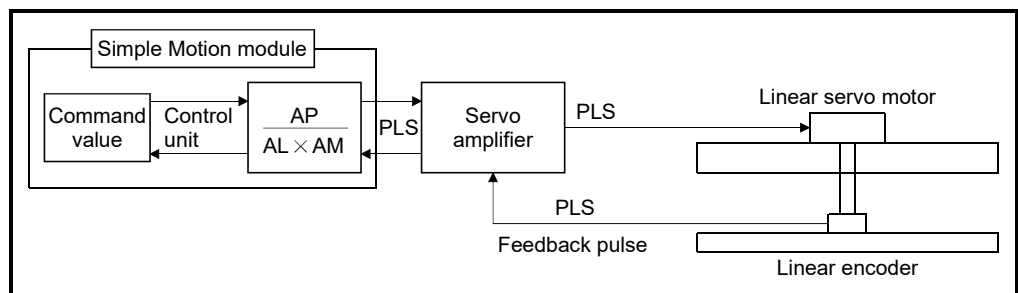 Simple Motion module
Command
value
Control
unit
AP
AL × AM
PLS
Servo
amplifier
PLS
Linear servo motor
PLS
Feedback pulse
Linear encoder